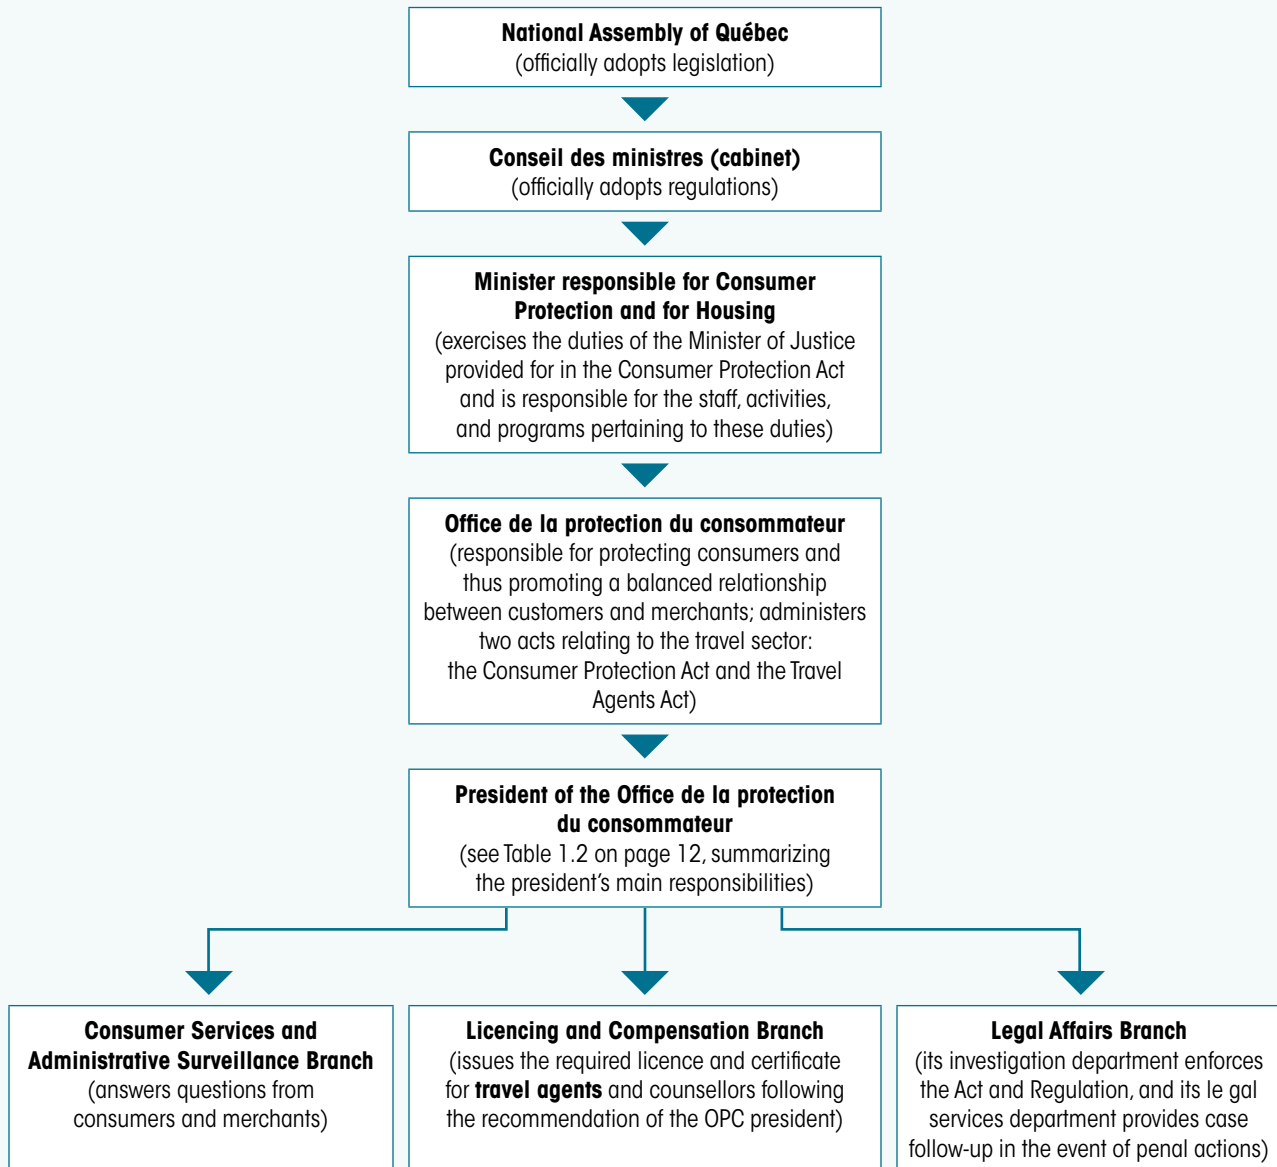 National Assembly of Québec
(officially adopts legislation)
Conseil des ministres (cabinet)
(officially adopts regulations)
Minister responsible for Consumer
Protection and for Housing
(exercises the duties of the Minister of Justice
provided for in the Consumer Protection Act
and is responsible for the staff, activities,
and programs pertaining to these duties)
Office de la protection du consommateur
(responsible for protecting consumers and
thus promoting a balanced relationship
between customers and merchants; administers
two acts relating to the travel sector:
the Consumer Protection Act and the Travel
Agents Act)
President of the Office de la protection
du consommateur
(see Table 1.2 on page 12, summarizing
the president's main responsibilities)
Consumer Services and
Administrative Surveillance Branch
(answers questions from
consumers and merchants)
Licencing and Compensation Branch
(issues the required licence and certificate
for travel agents and counsellors following
the recommendation of the OPC president)
Legal Affairs Branch
(its investigation department enforces
the Act and Regulation, and its le gal
services department provides case
follow-up in the event of penal actions)